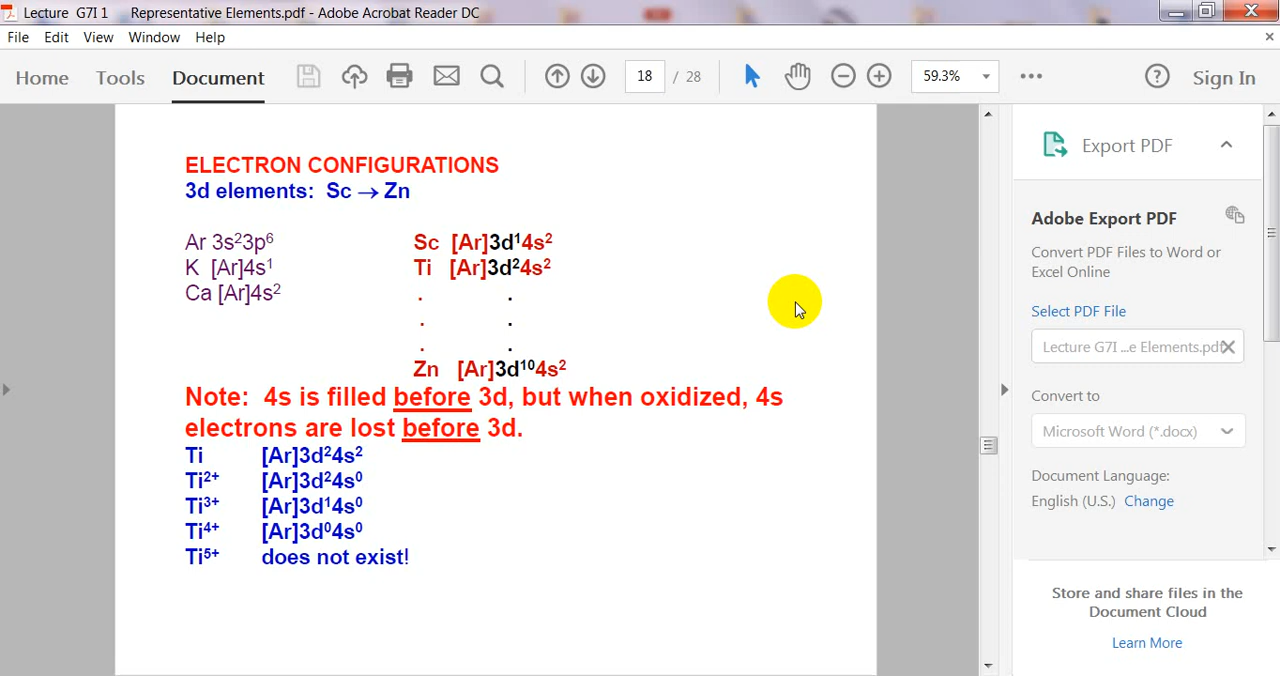 Lecture G7I 1 Representative Elements.pdf - Adobe Acrobat Reader DC
File Edit View Window Help
Home Tools Document 18 / 28 59.3% Sign In
ELECTRON CONFIGURATIONS
3d elements: Sc → Zn
Ar 3s²3p⁶ Sc [Ar]3d¹4s²
K [Ar]4s¹ Ti [Ar]3d²4s²
Ca [Ar]4s² . .
. .
. .
Zn [Ar]3d¹⁰4s²
Note: 4s is filled before 3d, but when oxidized, 4s
electrons are lost before 3d.
Ti [Ar]3d²4s²
Ti²⁺ [Ar]3d²4s⁰
Ti³⁺ [Ar]3d¹4s⁰
Ti⁴⁺ [Ar]3d⁰4s⁰
Ti⁵⁺ does not exist!
Export PDF
Adobe Export PDF
Convert PDF Files to Word or
Excel Online
Select PDF File
Lecture G7I ...e Elements.pdf
Convert to
Microsoft Word (*.docx)
Document Language:
English (U.S.) Change
Store and share files in the
Document Cloud
Learn More